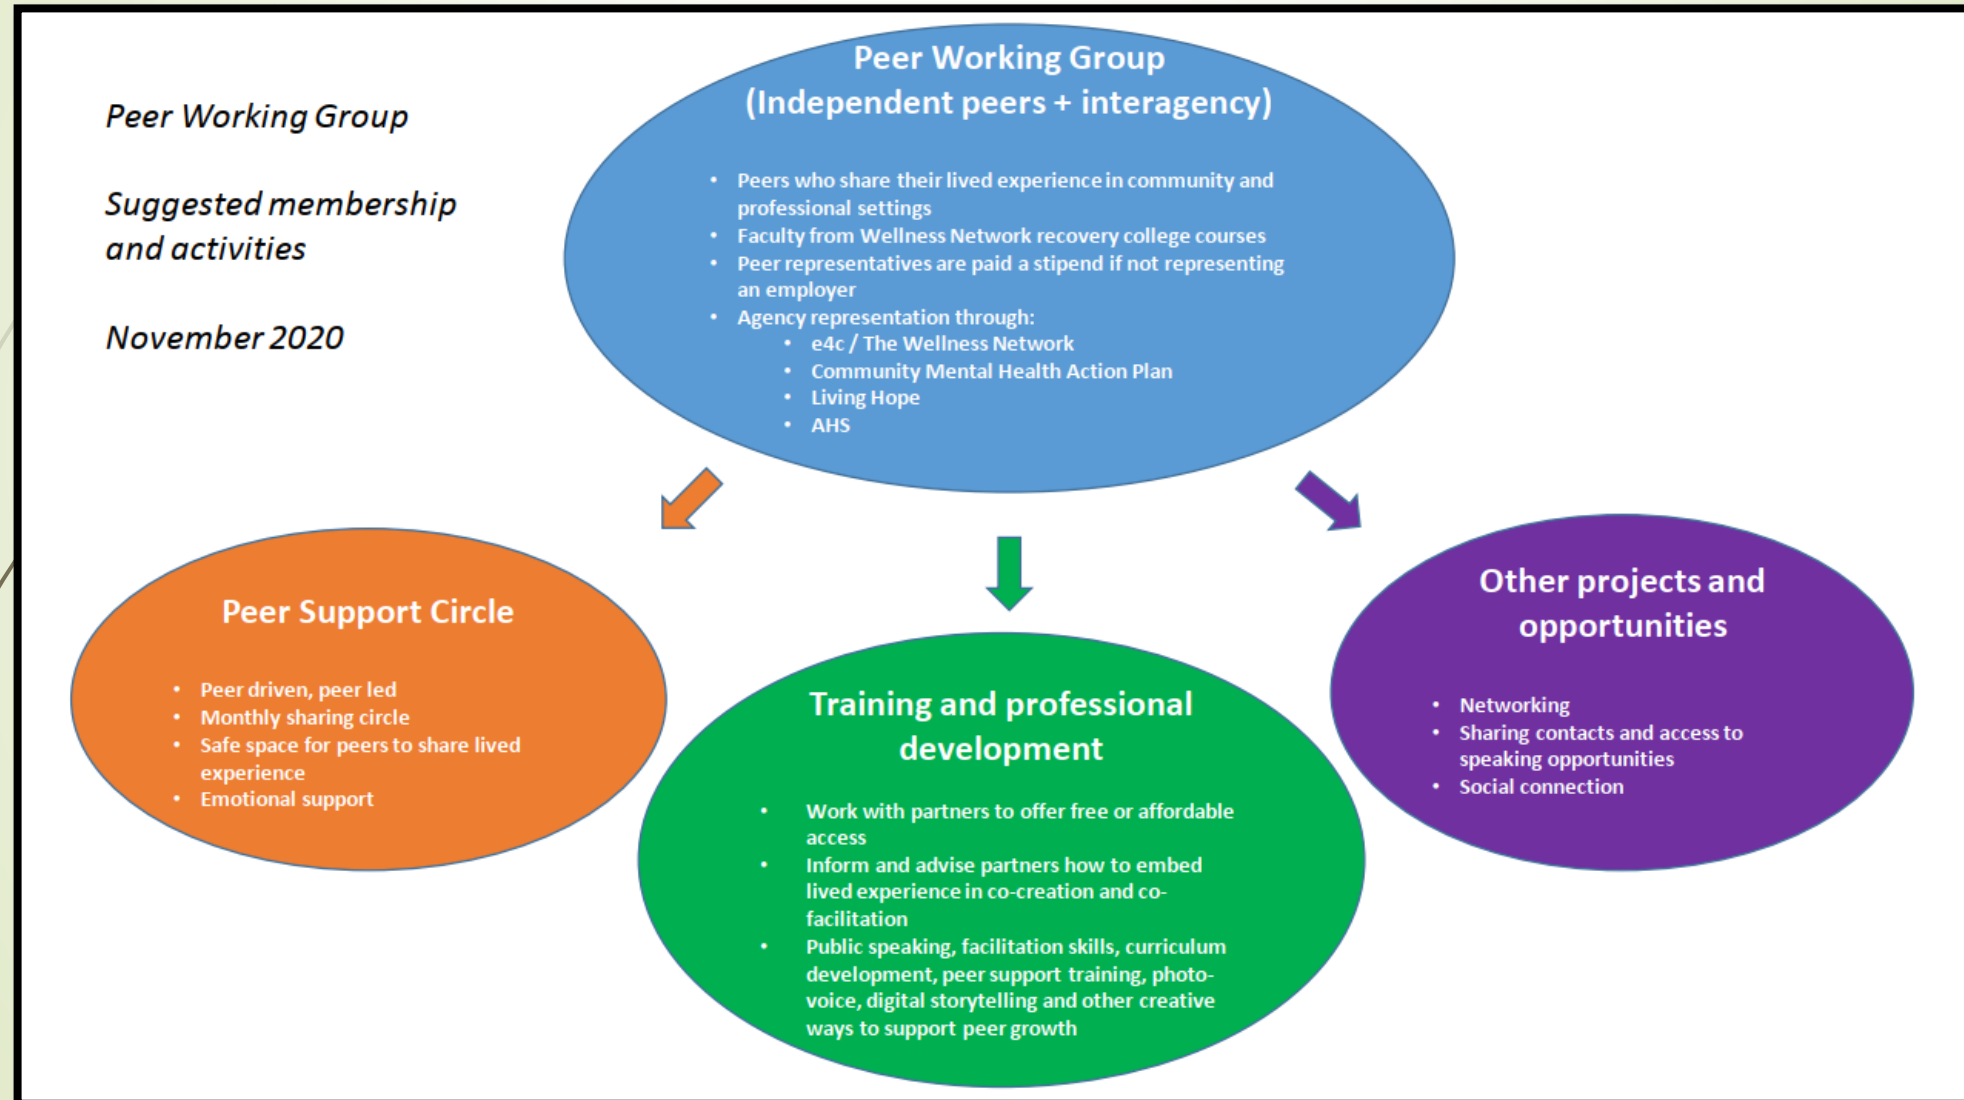 Peer Working Group
Suggested membership
and activities
November 2020
Peer Working Group
(Independent peers + interagency)
• Peers who share their lived experience in community and
professional settings
• Faculty from Wellness Network recovery college courses
• Peer representatives are paid a stipend if not representing
an employer
• Agency representation through:
• e4c / The Wellness Network
• Community Mental Health Action Plan
• Living Hope
• AHS
Peer Support Circle
• Peer driven, peer led
• Monthly sharing circle
• Safe space for peers to share lived
experience
• Emotional support
Training and professional
development
• Work with partners to offer free or affordable
access
• Inform and advise partners how to embed
lived experience in co-creation and co-
facilitation
• Public speaking, facilitation skills, curriculum
development, peer support training, photo-
voice, digital storytelling and other creative
ways to support peer growth
Other projects and
opportunities
• Networking
• Sharing contacts and access to
speaking opportunities
• Social connection